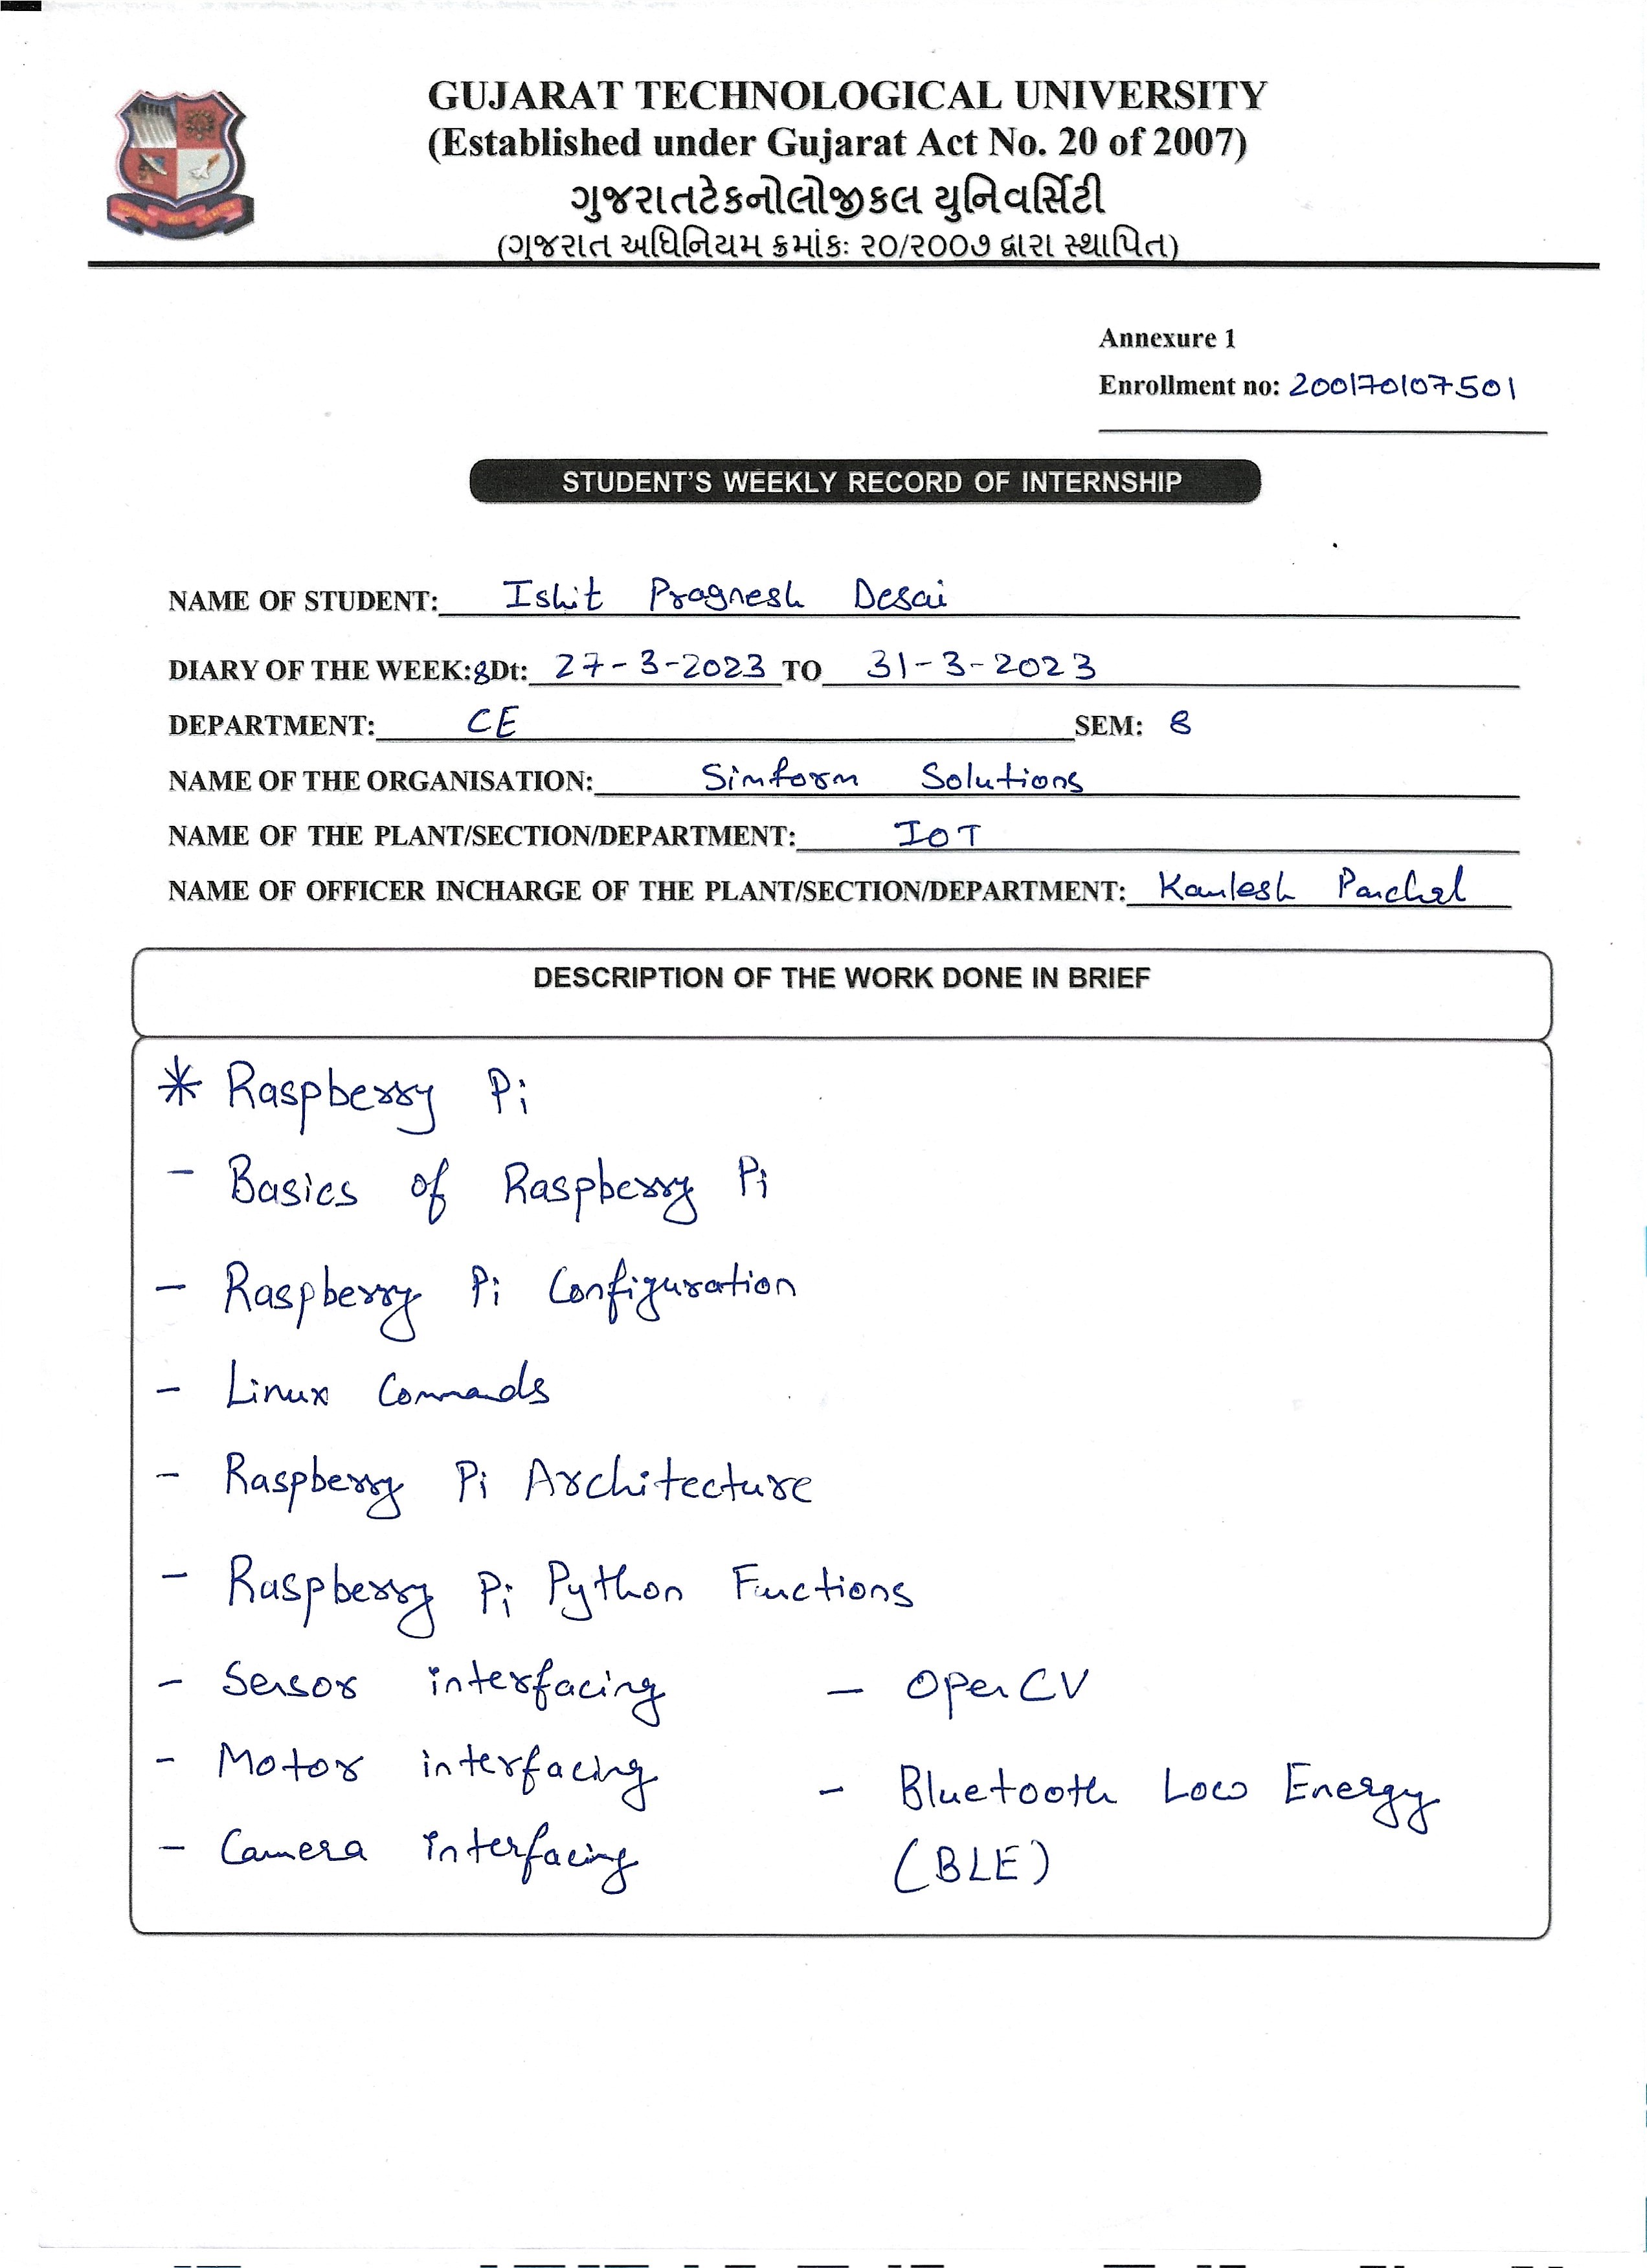 GUJARAT TECHNOLOGICAL UNIVERSITY
(Established under Gujarat Act No. 20 of 2007)
ગુજરાતટેકનોલોજીકલ યુનિવર્સિટી
(ગુજરાત અધિનિયમ ક્રમાંકઃ ૨૦/૨૦૦૭ દ્વારા સ્થાપિત)
Annexure 1
Enrollment no: 200170107501
STUDENT'S WEEKLY RECORD OF INTERNSHIP
NAME OF STUDENT: Ishit Pragnesh Desai
DIARY OF THE WEEK:8Dt: 27-3-2023 TO 31-3-2023
DEPARTMENT: CE SEM: 8
NAME OF THE ORGANISATION: Simform Solutions
NAME OF THE PLANT/SECTION/DEPARTMENT: IoT
NAME OF OFFICER INCHARGE OF THE PLANT/SECTION/DEPARTMENT: Kamlesh Panchal
DESCRIPTION OF THE WORK DONE IN BRIEF
* Raspberry Pi
- Basics of Raspberry Pi
- Raspberry Pi Configuration
- Linux Commads
- Raspberry Pi Architecture
- Raspberry Pi Python Fuctions
- Sensor interfacing
- Motor interfacing
- Camera interfacing
- OpenCV
- Bluetooth Low Energy
(BLE)